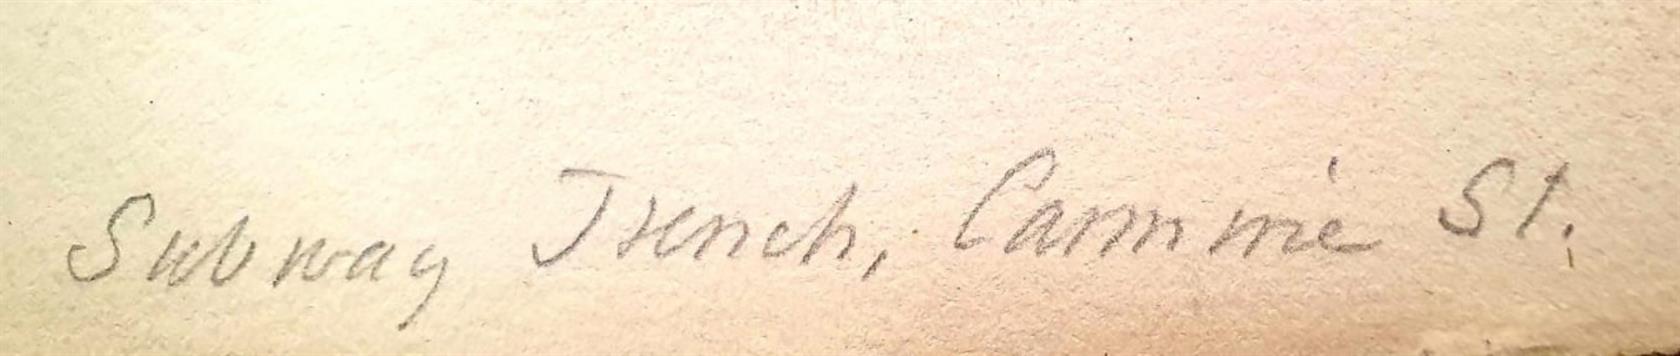 Subway Trench, Carmine St.